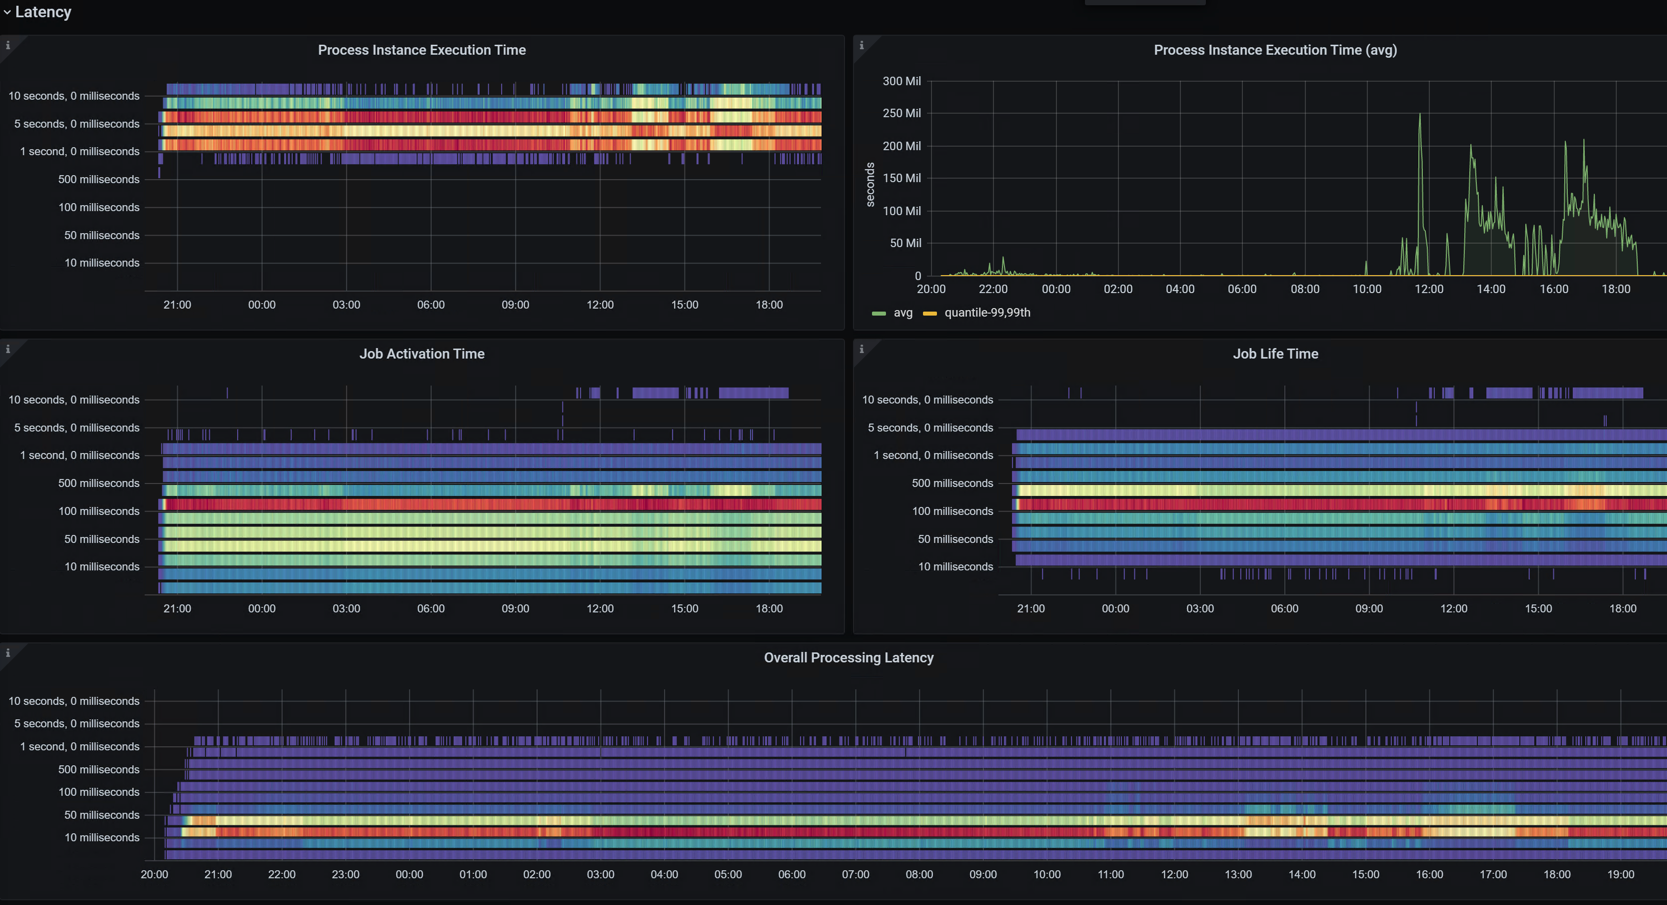 Latency
Process Instance Execution Time
10 seconds, 0 milliseconds
5 seconds, 0 milliseconds
1 second, 0 milliseconds
500 milliseconds
100 milliseconds
50 milliseconds
10 milliseconds
21:00 00:00 03:00 06:00 09:00 12:00 15:00 18:00
Process Instance Execution Time (avg)
seconds
300 Mil
250 Mil
200 Mil
150 Mil
100 Mil
50 Mil
0
20:00 22:00 00:00 02:00 04:00 06:00 08:00 10:00 12:00 14:00 16:00 18:00
avg quantile-99,99th
Job Activation Time
10 seconds, 0 milliseconds
5 seconds, 0 milliseconds
1 second, 0 milliseconds
500 milliseconds
100 milliseconds
50 milliseconds
10 milliseconds
21:00 00:00 03:00 06:00 09:00 12:00 15:00 18:00
Job Life Time
10 seconds, 0 milliseconds
5 seconds, 0 milliseconds
1 second, 0 milliseconds
500 milliseconds
100 milliseconds
50 milliseconds
10 milliseconds
21:00 00:00 03:00 06:00 09:00 12:00 15:00 18:00
Overall Processing Latency
10 seconds, 0 milliseconds
5 seconds, 0 milliseconds
1 second, 0 milliseconds
500 milliseconds
100 milliseconds
50 milliseconds
10 milliseconds
20:00 21:00 22:00 23:00 00:00 01:00 02:00 03:00 04:00 05:00 06:00 07:00 08:00 09:00 10:00 11:00 12:00 13:00 14:00 15:00 16:00 17:00 18:00 19:00